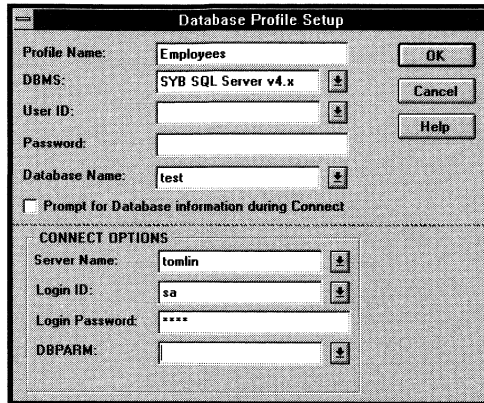 Database Profile Setup
Profile Name: Employees
OK
DBMS: SYB SQL Server v4.x
Cancel
User ID:
Help
Password:
Database Name: test
Prompt for Database information during Connect
CONNECT OPTIONS
Server Name: tomlin
Login ID: sa
Login Password: ****
DBPARM: